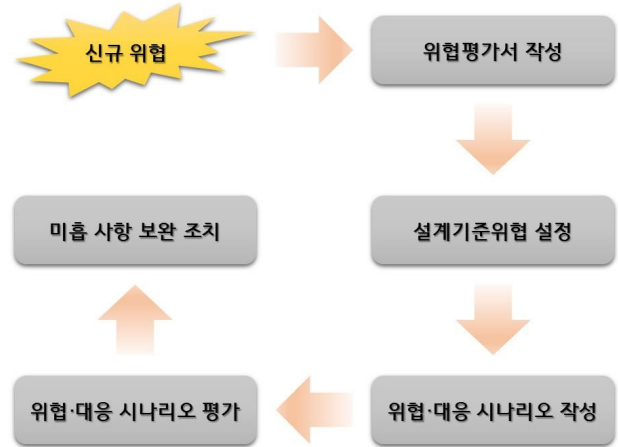 신규 위협
위협평가서 작성
설계기준위협 설정
위협·대응 시나리오 작성
위협·대응 시나리오 평가
미흡 사항 보완 조치